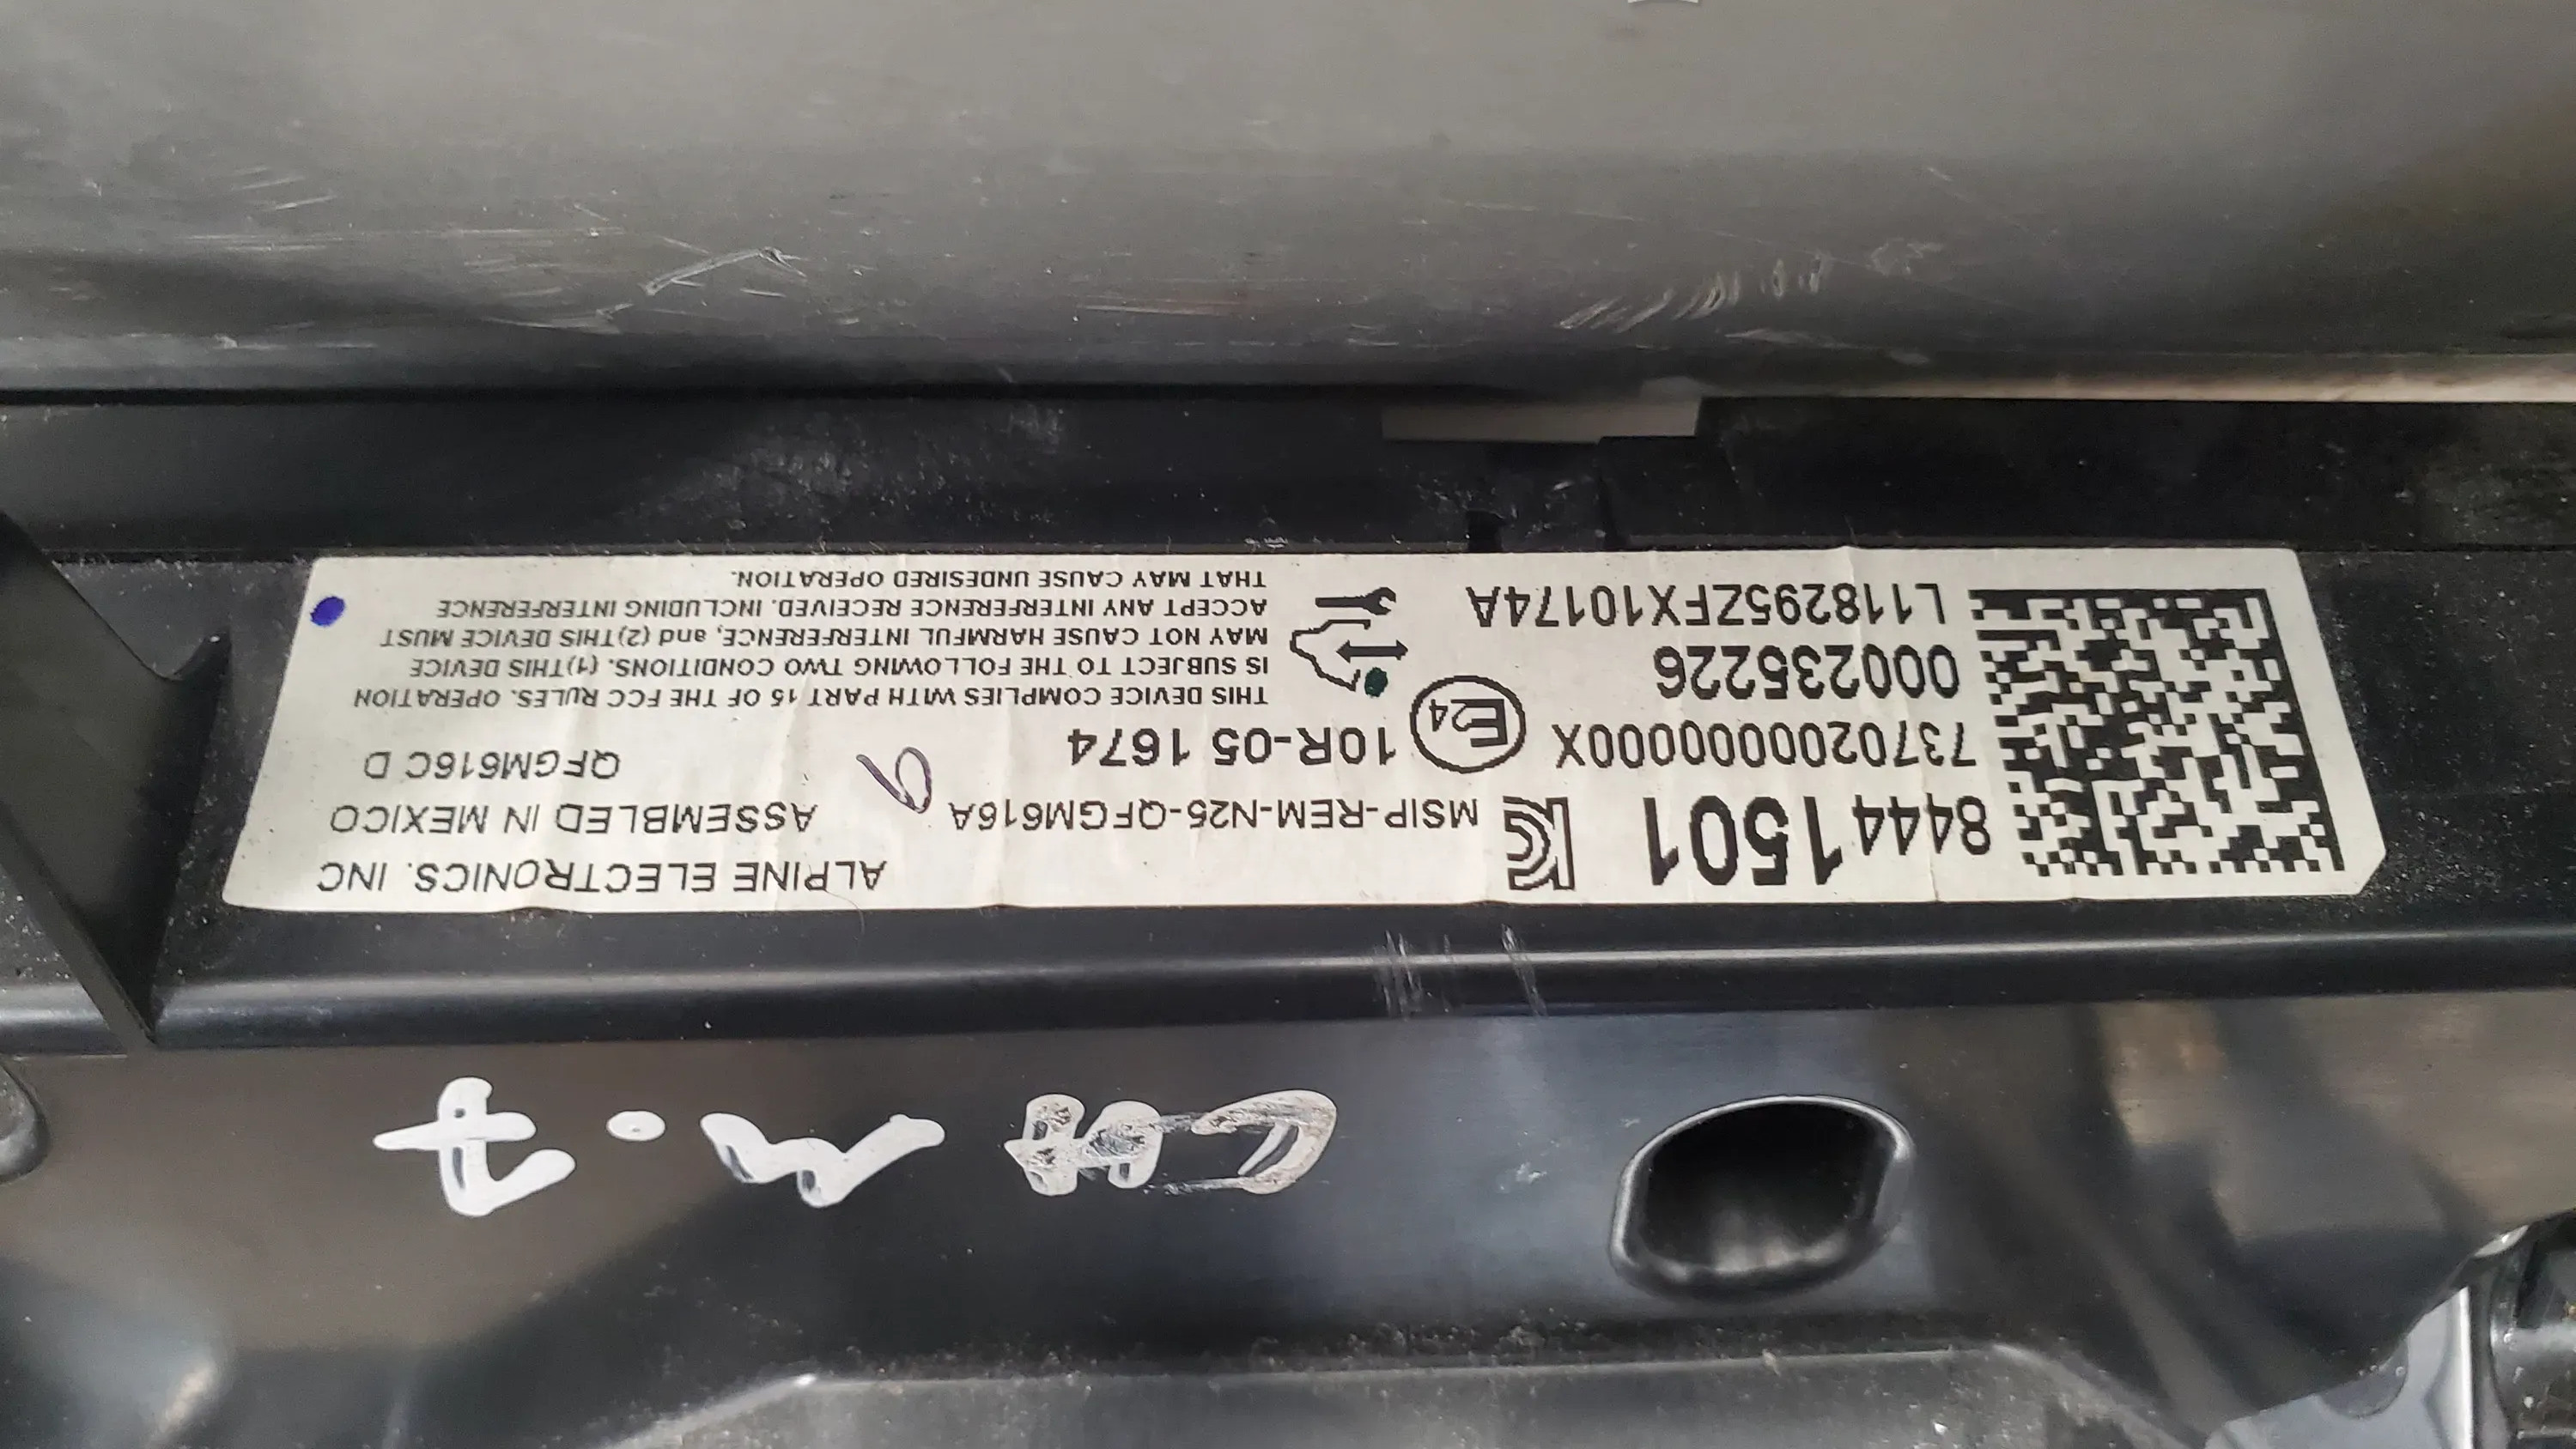 84441501
73702000000000X
000235226
L118295ZFX10174A
MSIP-REM-N25-QFGM616A
E24 10R-05 1674
ALPINE ELECTRONICS. INC
ASSEMBLED IN MEXICO
QFGM616C D
THIS DEVICE COMPLIES WITH PART 15 OF THE FCC RULES. OPERATION
IS SUBJECT TO THE FOLLOWING TWO CONDITIONS. (1)THIS DEVICE
MAY NOT CAUSE HARMFUL INTERFERENCE, and (2)THIS DEVICE MUST
ACCEPT ANY INTERFERENCE RECEIVED. INCLUDING INTERFERENCE
THAT MAY CAUSE UNDESIRED OPERATION.